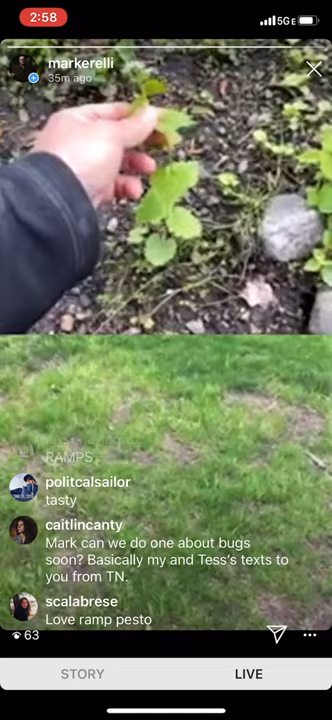 2:58
5GE
markerelli
35m ago
RAMPS
politcalsailor
tasty
caitlincanty
Mark can we do one about bugs
soon? Basically my and Tess's texts to
you from TN.
scalabrese
Love ramp pesto
63
STORY
LIVE